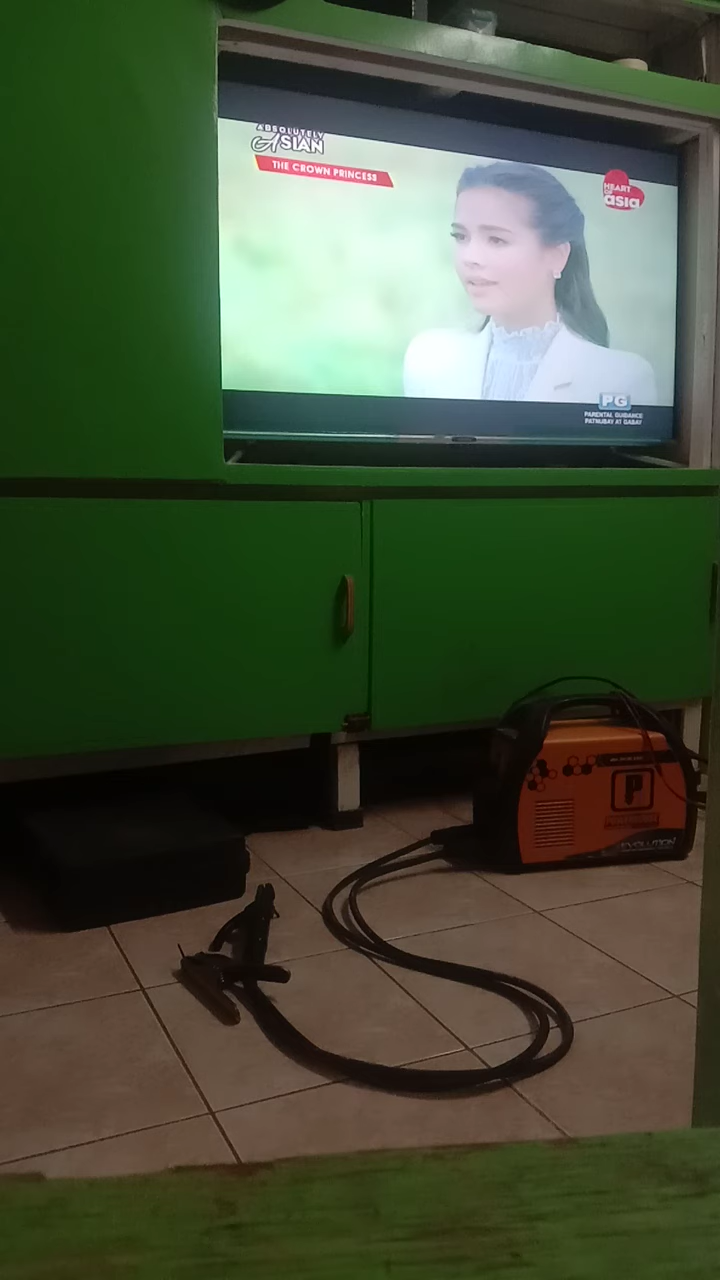 ABSOLUTELY
ASIAN
THE CROWN PRINCESS
HEART
OF
asia
PG
PARENTAL GUIDANCE
PATNUBAY AT GABAY
P
EVOLUTION